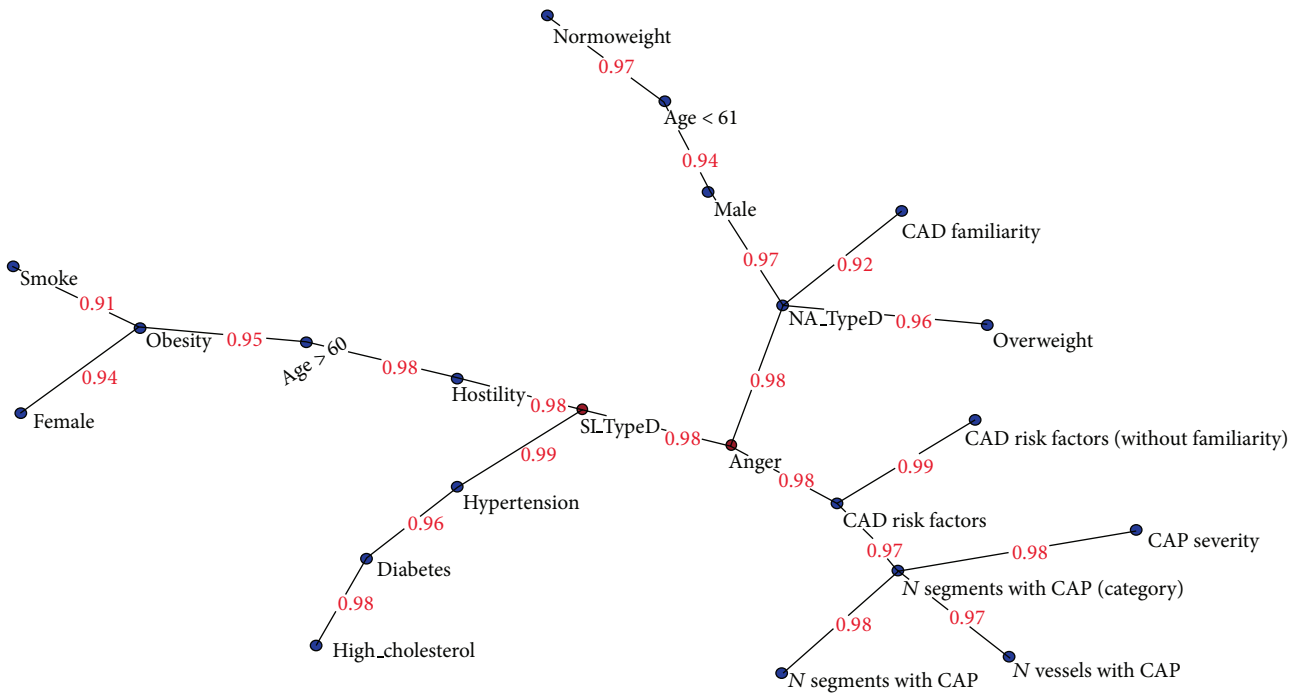 Normoweight
0.97
Age < 61
0.94
Male
CAD familiarity
0.97
0.92
Smoke
0.91
NA_TypeD
0.96
Overweight
Obesity
0.95
Age > 60
0.98
0.94
0.98
Hostility
0.98
Female
SI_TypeD
0.98
Anger
CAD risk factors (without familiarity)
0.99
0.99
0.98
Hypertension
CAD risk factors
0.96
0.97
0.98
CAP severity
Diabetes
N segments with CAP (category)
0.98
0.98
0.97
High_cholesterol
N segments with CAP
N vessels with CAP